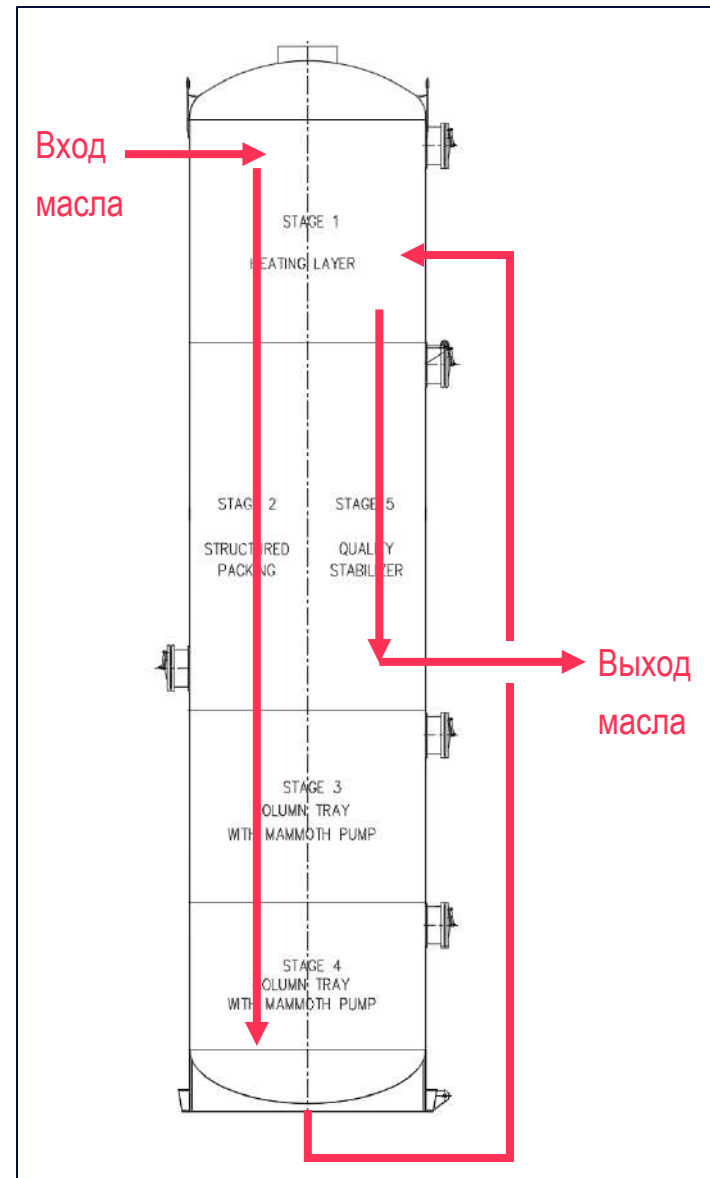 Вход
масла
STAGE 1
HEATING LAYER
STAGE 2
STRUCTURED
PACKING
STAGE 5
QUALITY
STABILIZER
Выход
масла
STAGE 3
COLUMN TRAY
WITH MAMMOTH PUMP
STAGE 4
COLUMN TRAY
WITH MAMMOTH PUMP